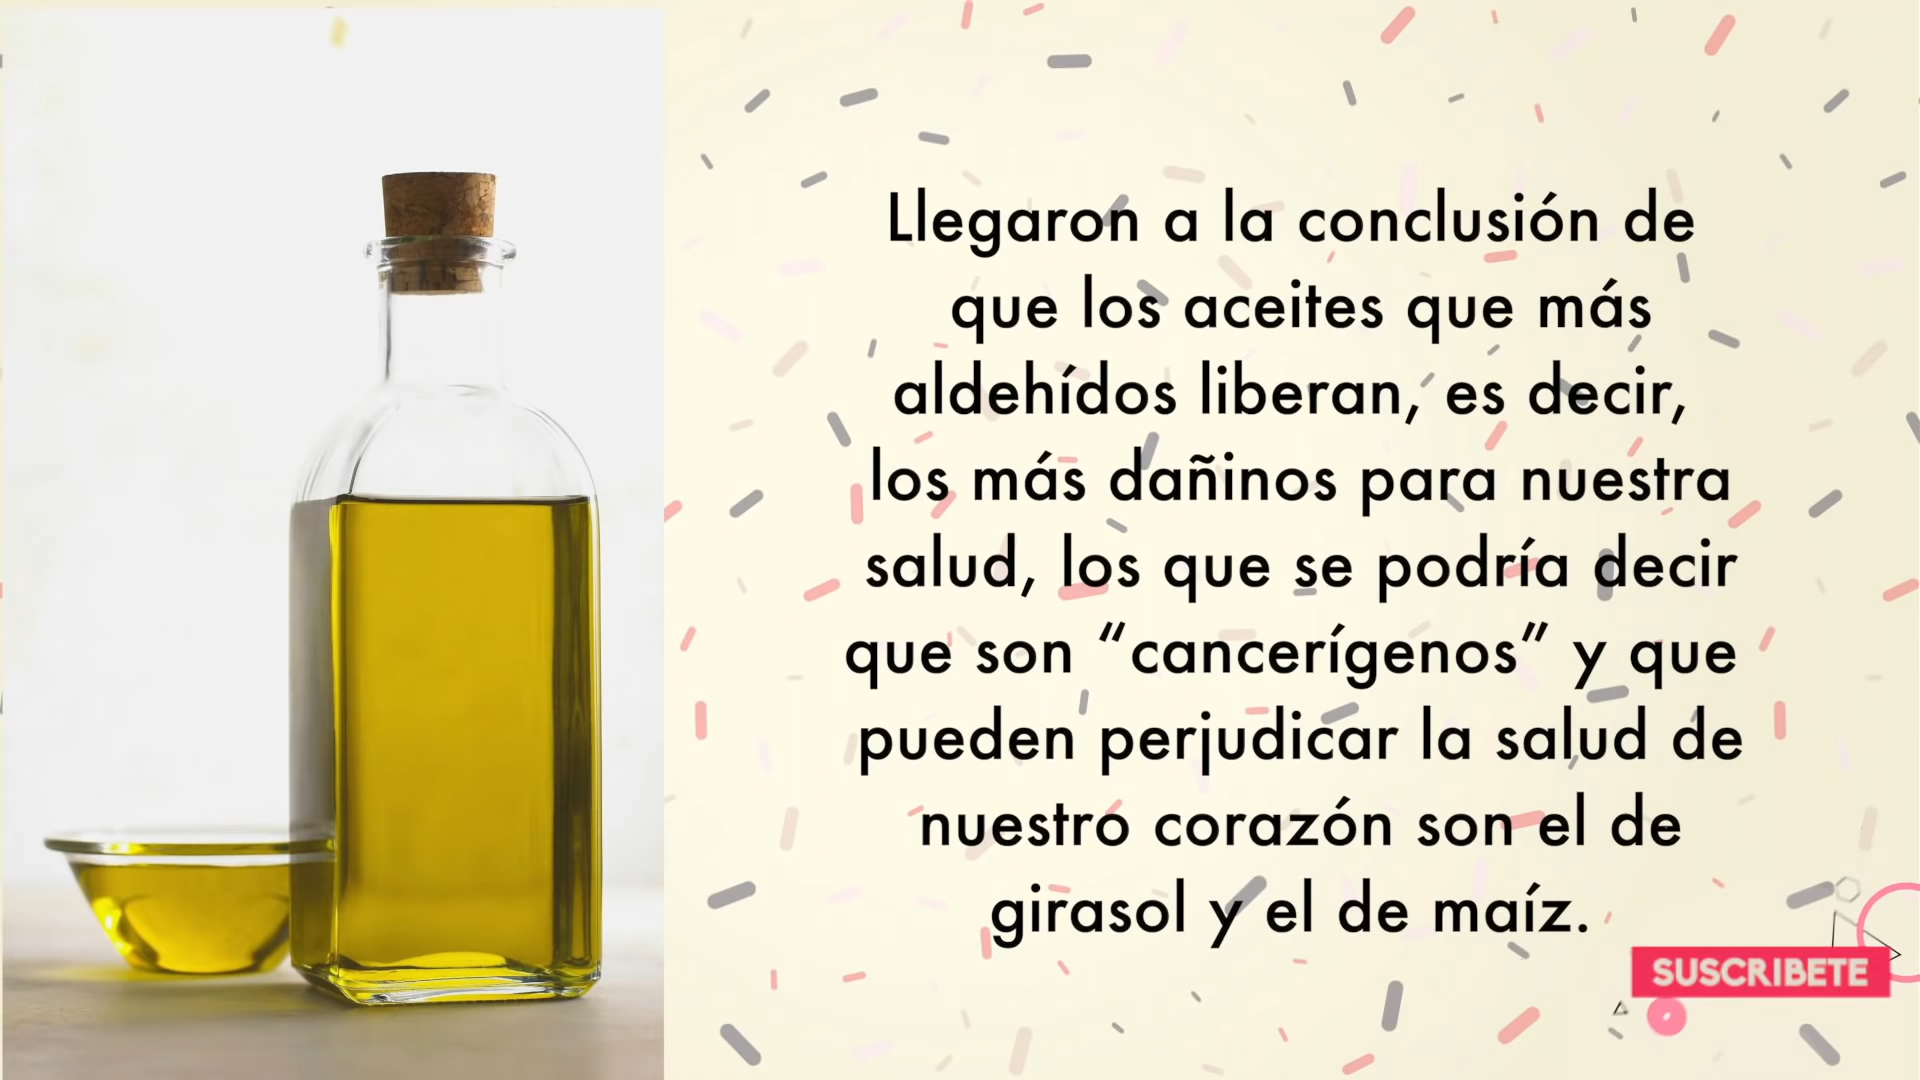 Llegaron a la conclusión de
que los aceites que más
aldehídos liberan, es decir,
los más dañinos para nuestra
salud, los que se podría decir
que son “cancerígenos” y que
pueden perjudicar la salud de
nuestro corazón son el de
girasol y el de maíz.
SUSCRIBETE